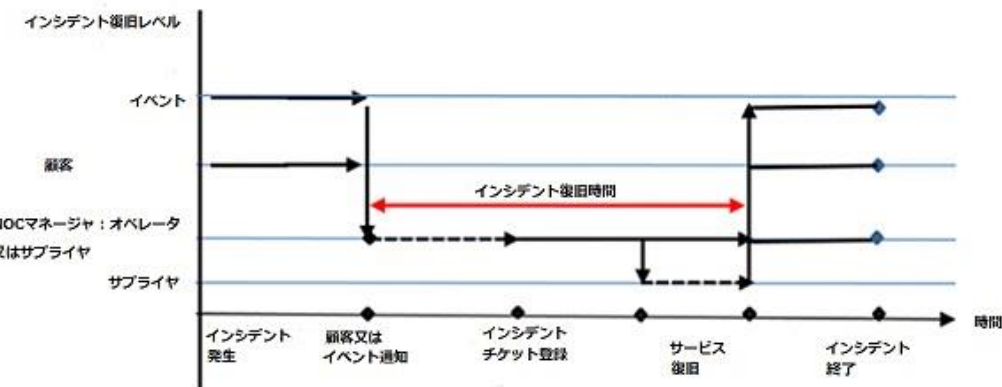 インシデント復旧レベル
イベント
顧客
インシデント復旧時間
NOCマネージャ：オペレータ
又はサプライヤ
サプライヤ
時間
インシデント
発生
顧客又は
イベント通知
インシデント
チケット登録
サービス
復旧
インシデント
終了